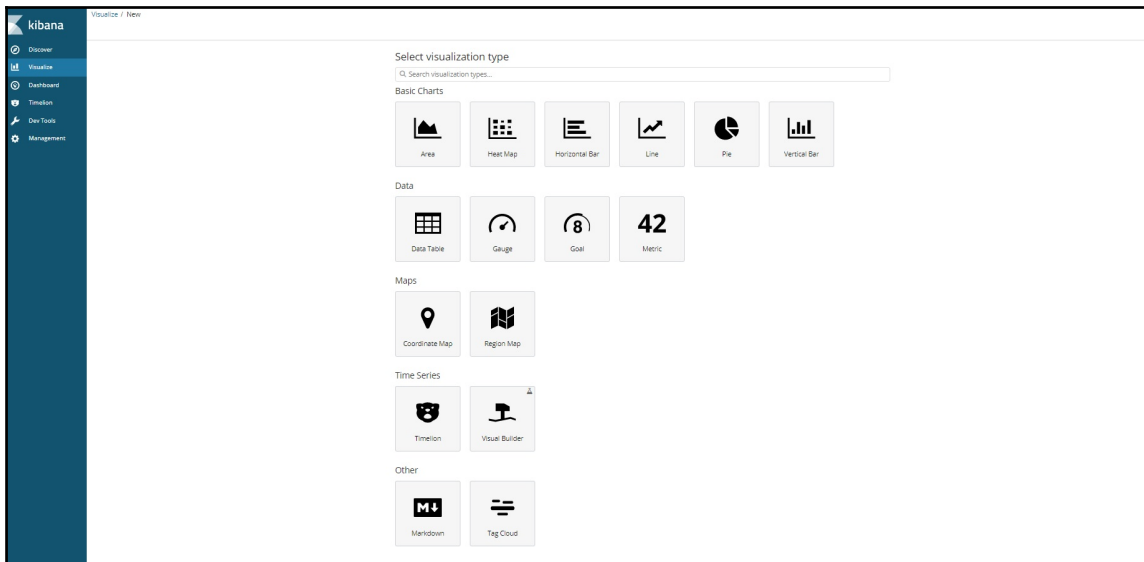 kibana
Discover
Visualize
Dashboard
Timelion
Dev Tools
Management
Visualize / New
Select visualization type
Search visualization types...
Basic Charts
Area Heat Map Horizontal Bar Line Pie Vertical Bar
Data
8 42
Data Table Gauge Goal Metric
Maps
Coordinate Map Region Map
Time Series
Timelion Visual Builder
Other
M
Markdown Tag Cloud